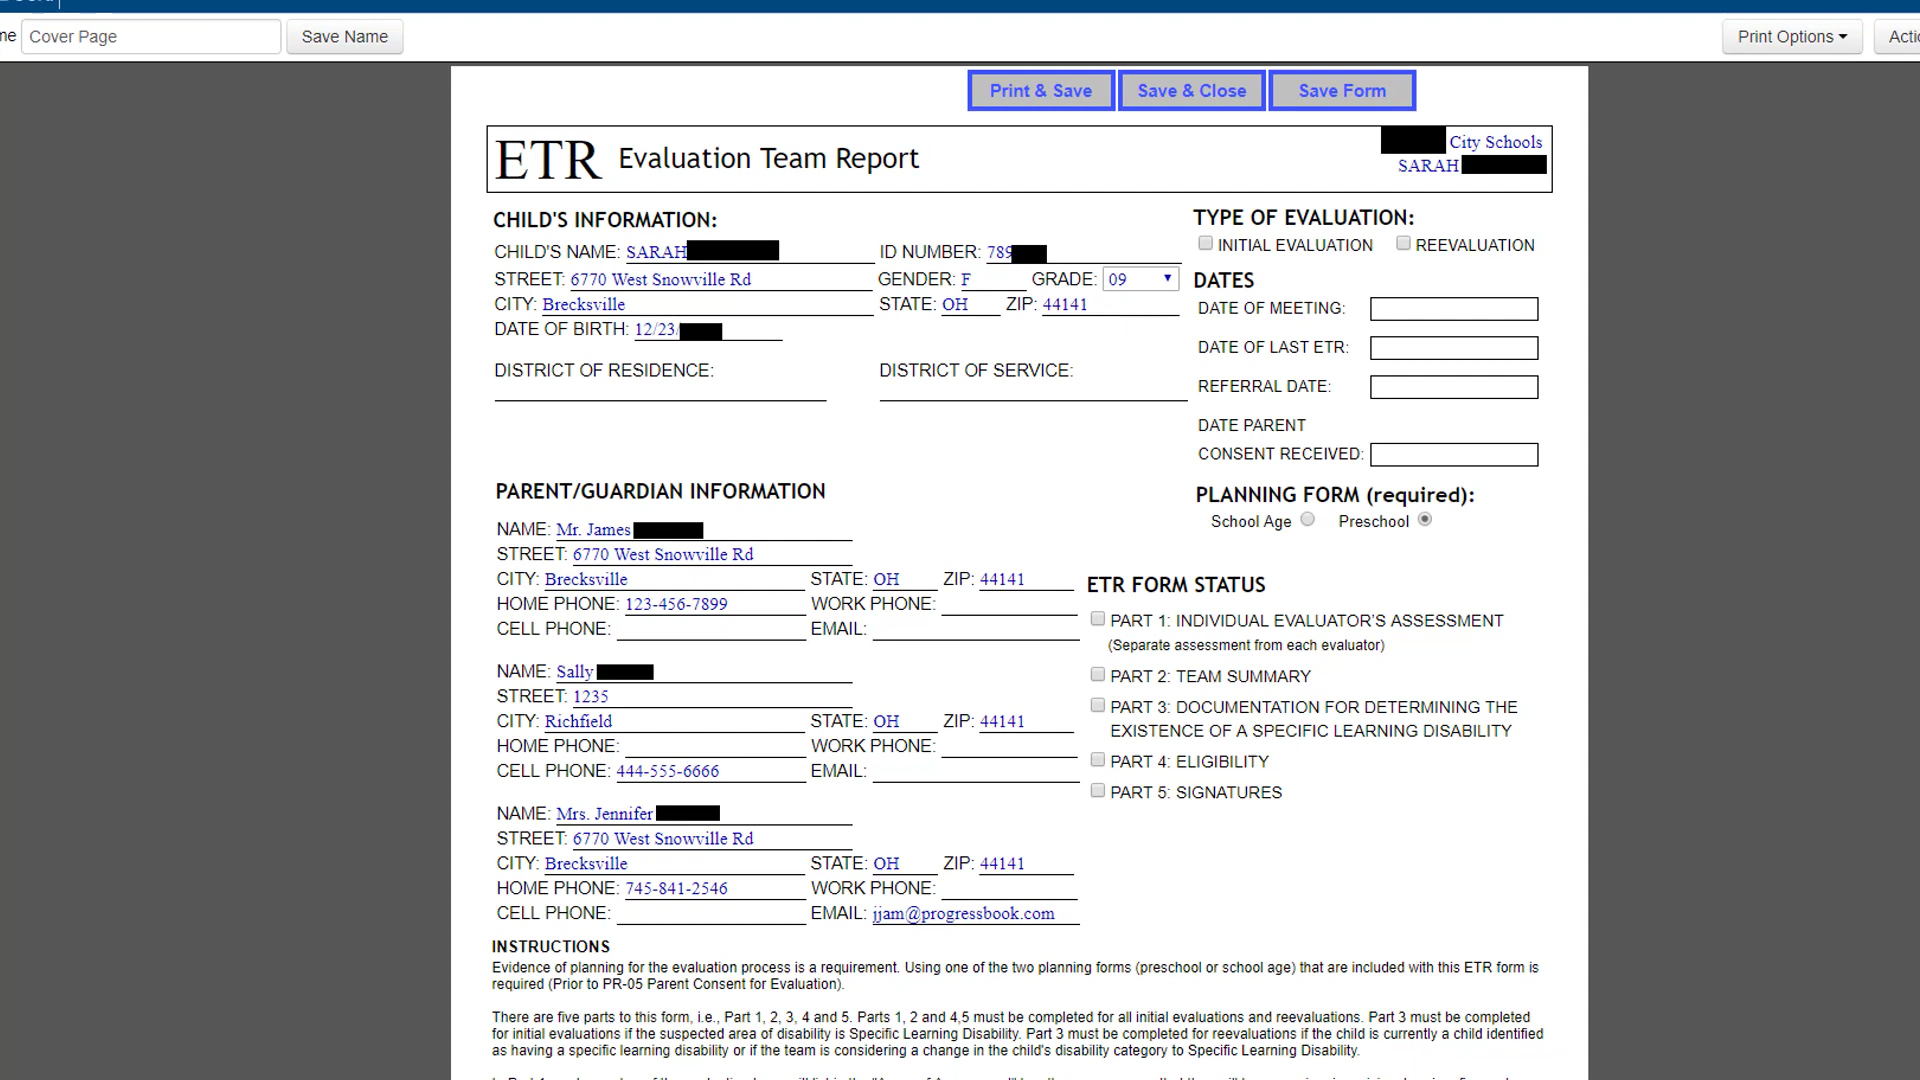 me Cover Page Save Name Print Options
Print & Save Save & Close Save Form
ETR Evaluation Team Report
City Schools
SARAH
CHILD'S INFORMATION:
CHILD'S NAME: SARAH ID NUMBER: 789
STREET: 6770 West Snowville Rd GENDER: F GRADE: 09
CITY: Brecksville STATE: OH ZIP: 44141
DATE OF BIRTH: 12/23/
DISTRICT OF RESIDENCE: DISTRICT OF SERVICE:
TYPE OF EVALUATION:
INITIAL EVALUATION REEVALUATION
DATES
DATE OF MEETING:
DATE OF LAST ETR:
REFERRAL DATE:
DATE PARENT
CONSENT RECEIVED:
PLANNING FORM (required):
School Age Preschool
PARENT/GUARDIAN INFORMATION
NAME: Mr. James
STREET: 6770 West Snowville Rd
CITY: Brecksville STATE: OH ZIP: 44141
HOME PHONE: 123-456-7899 WORK PHONE:
CELL PHONE: EMAIL:
NAME: Sally
STREET: 1235
CITY: Richfield STATE: OH ZIP: 44141
HOME PHONE: WORK PHONE:
CELL PHONE: 444-555-6666 EMAIL:
NAME: Mrs. Jennifer
STREET: 6770 West Snowville Rd
CITY: Brecksville STATE: OH ZIP: 44141
HOME PHONE: 745-841-2546 WORK PHONE:
CELL PHONE: EMAIL: jjam@progressbook.com
ETR FORM STATUS
PART 1: INDIVIDUAL EVALUATOR’S ASSESSMENT
(Separate assessment from each evaluator)
PART 2: TEAM SUMMARY
PART 3: DOCUMENTATION FOR DETERMINING THE
EXISTENCE OF A SPECIFIC LEARNING DISABILITY
PART 4: ELIGIBILITY
PART 5: SIGNATURES
INSTRUCTIONS
Evidence of planning for the evaluation process is a requirement. Using one of the two planning forms (preschool or school age) that are included with this ETR form is
required (Prior to PR-05 Parent Consent for Evaluation).
There are five parts to this form, i.e., Part 1, 2, 3, 4 and 5. Parts 1, 2 and 4,5 must be completed for all initial evaluations and reevaluations. Part 3 must be completed
for initial evaluations if the suspected area of disability is Specific Learning Disability. Part 3 must be completed for reevaluations if the child is currently a child identified
as having a specific learning disability or if the team is considering a change in the child's disability category to Specific Learning Disability.